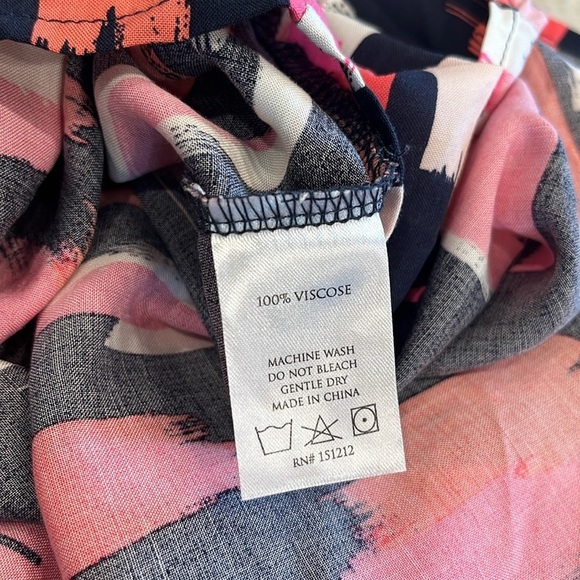 100% VISCOSE
MACHINE WASH
DO NOT BLEACH
GENTLE DRY
MADE IN CHINA
RN# 151212